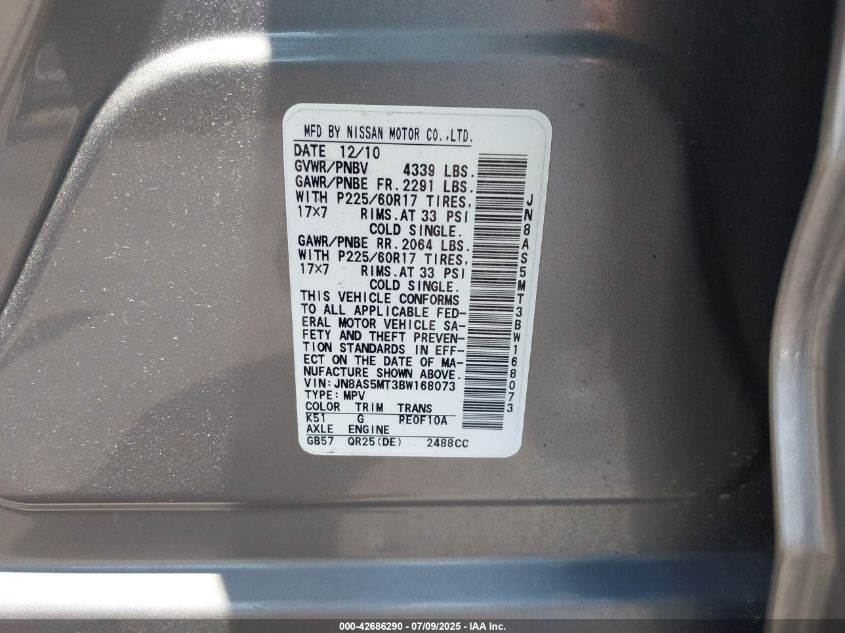 MFD BY NISSAN MOTOR CO.,LTD.
DATE 12/10
GVWR/PNBV 4339 LBS.
GAWR/PNBE FR. 2291 LBS.
WITH P225/60R17 TIRES,
17X7 RIMS. AT 33 PSI
COLD SINGLE.
GAWR/PNBE RR. 2064 LBS.
WITH P225/60R17 TIRES,
17X7 RIMS. AT 33 PSI
COLD SINGLE.
THIS VEHICLE CONFORMS
TO ALL APPLICABLE FED-
ERAL MOTOR VEHICLE SA-
FETY AND THEFT PREVEN-
TION STANDARDS IN EFF-
ECT ON THE DATE OF MA-
NUFACTURE SHOWN ABOVE.
VIN: JN8AS5MT3BW168073
TYPE: MPV
COLOR TRIM TRANS
K51 G RE0F10A
AXLE ENGINE
GB57 QR25(DE) 2488CC
JN8AS5MT3BW168073
000-42686290 - 07/09/2025 - IAA Inc.